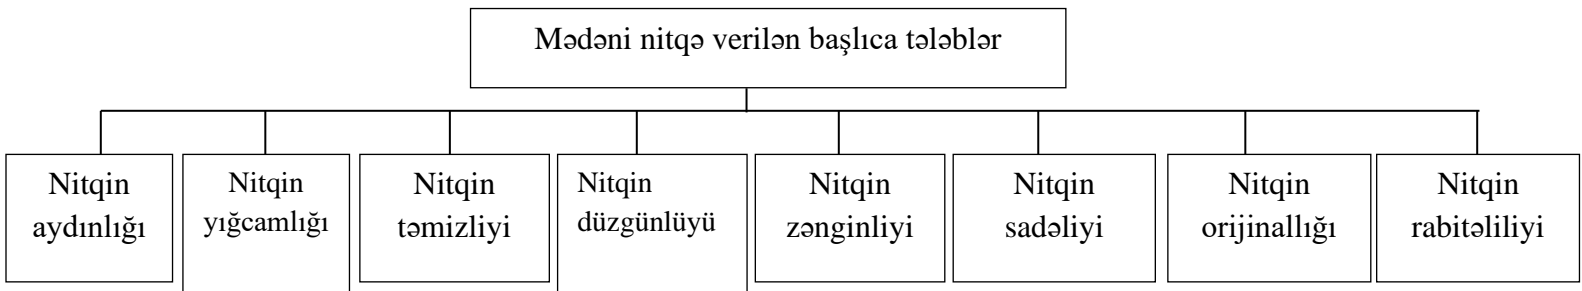 Mədəni nitqə verilən başlıca tələblər
Nitqin
aydınlığı
Nitqin
yığcamlığı
Nitqin
təmizliyi
Nitqin
düzgünlüyü
Nitqin
zənginliyi
Nitqin
sadəliyi
Nitqin
orijinallığı
Nitqin
rabitəliliyi